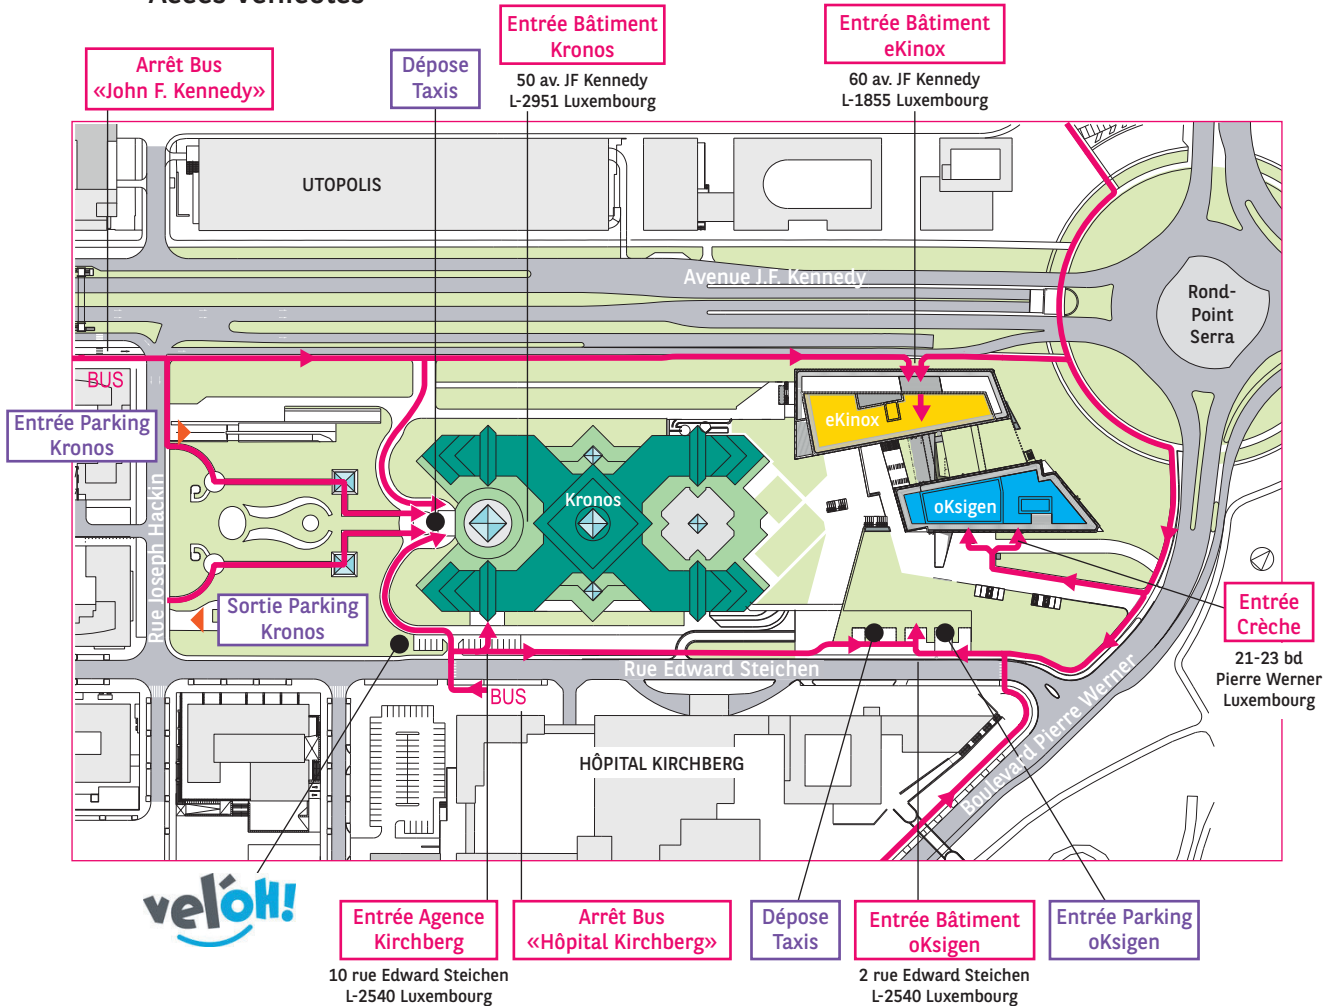 Entrée Bâtiment
Kronos
50 av. JF Kennedy
L-2951 Luxembourg
Entrée Bâtiment
eKinox
60 av. JF Kennedy
L-1855 Luxembourg
Arrêt Bus
«John F. Kennedy»
Dépose
Taxis
UTOPOLIS
Avenue J.F. Kennedy
Rond-
Point
Serra
BUS
Entrée Parking
Kronos
eKinox
Kronos
oKsigen
Rue Joseph Hackin
Sortie Parking
Kronos
Entrée
Crèche
21-23 bd
Pierre Werner
Luxembourg
Rue Edward Steichen
BUS
HÔPITAL KIRCHBERG
Boulevard Pierre Werner
vel'OH!
Entrée Agence
Kirchberg
10 rue Edward Steichen
L-2540 Luxembourg
Arrêt Bus
«Hôpital Kirchberg»
Dépose
Taxis
Entrée Bâtiment
oKsigen
2 rue Edward Steichen
L-2540 Luxembourg
Entrée Parking
oKsigen